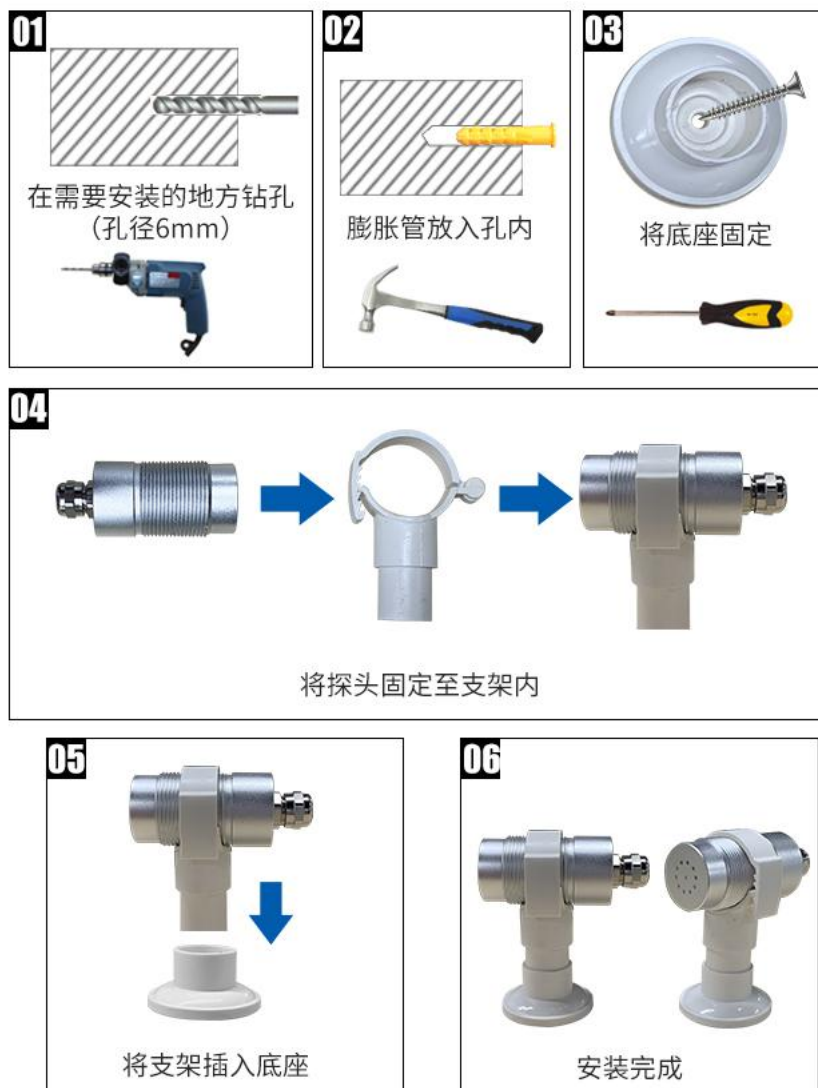 01
在需要安装的地方钻孔
（孔径6mm）
02
膨胀管放入孔内
03
将底座固定
04
将探头固定至支架内
05
将支架插入底座
06
安装完成